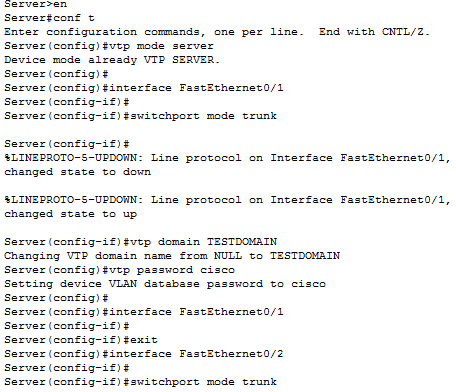 Server>en
Server#conf t
Enter configuration commands, one per line.  End with CNTL/Z.
Server(config)#vtp mode server
Device mode already VTP SERVER.
Server(config)#
Server(config)#interface FastEthernet0/1
Server(config-if)#
Server(config-if)#switchport mode trunk
Server(config-if)#
%LINEPROTO-5-UPDOWN: Line protocol on Interface FastEthernet0/1,
changed state to down
%LINEPROTO-5-UPDOWN: Line protocol on Interface FastEthernet0/1,
changed state to up
Server(config-if)#vtp domain TESTDOMAIN
Changing VTP domain name from NULL to TESTDOMAIN
Server(config)#vtp password cisco
Setting device VLAN database password to cisco
Server(config)#
Server(config)#interface FastEthernet0/1
Server(config-if)#
Server(config-if)#exit
Server(config)#interface FastEthernet0/2
Server(config-if)#
Server(config-if)#switchport mode trunk